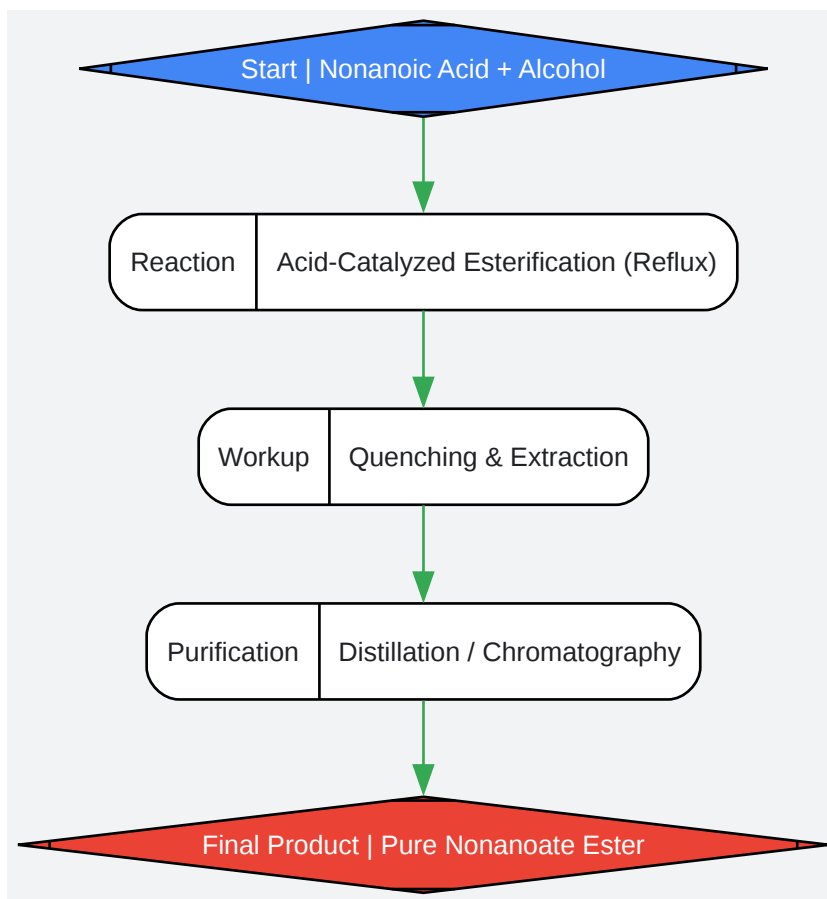 Start | Nonanoic Acid + Alcohol
Reaction
Acid-Catalyzed Esterification (Reflux)
Workup
Quenching & Extraction
Purification
Distillation / Chromatography
Final Product | Pure Nonanoate Ester